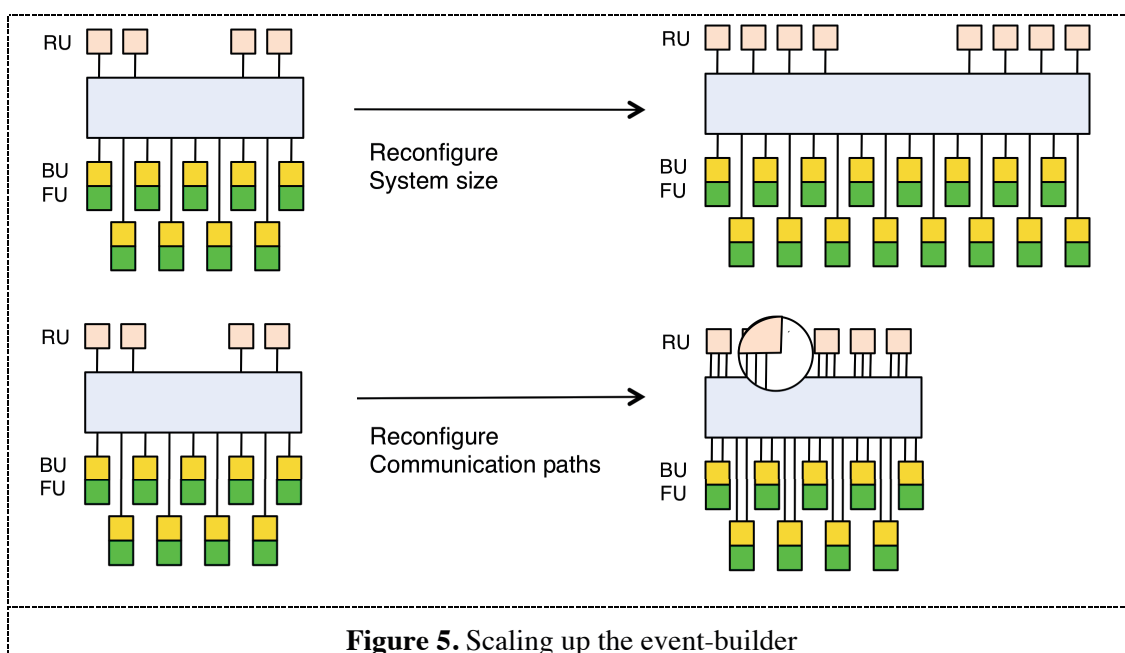 RU
RU
BU
FU
Reconfigure
System size
BU
FU
RU
RU
BU
FU
Reconfigure
Communication paths
BU
FU
Figure 5. Scaling up the event-builder